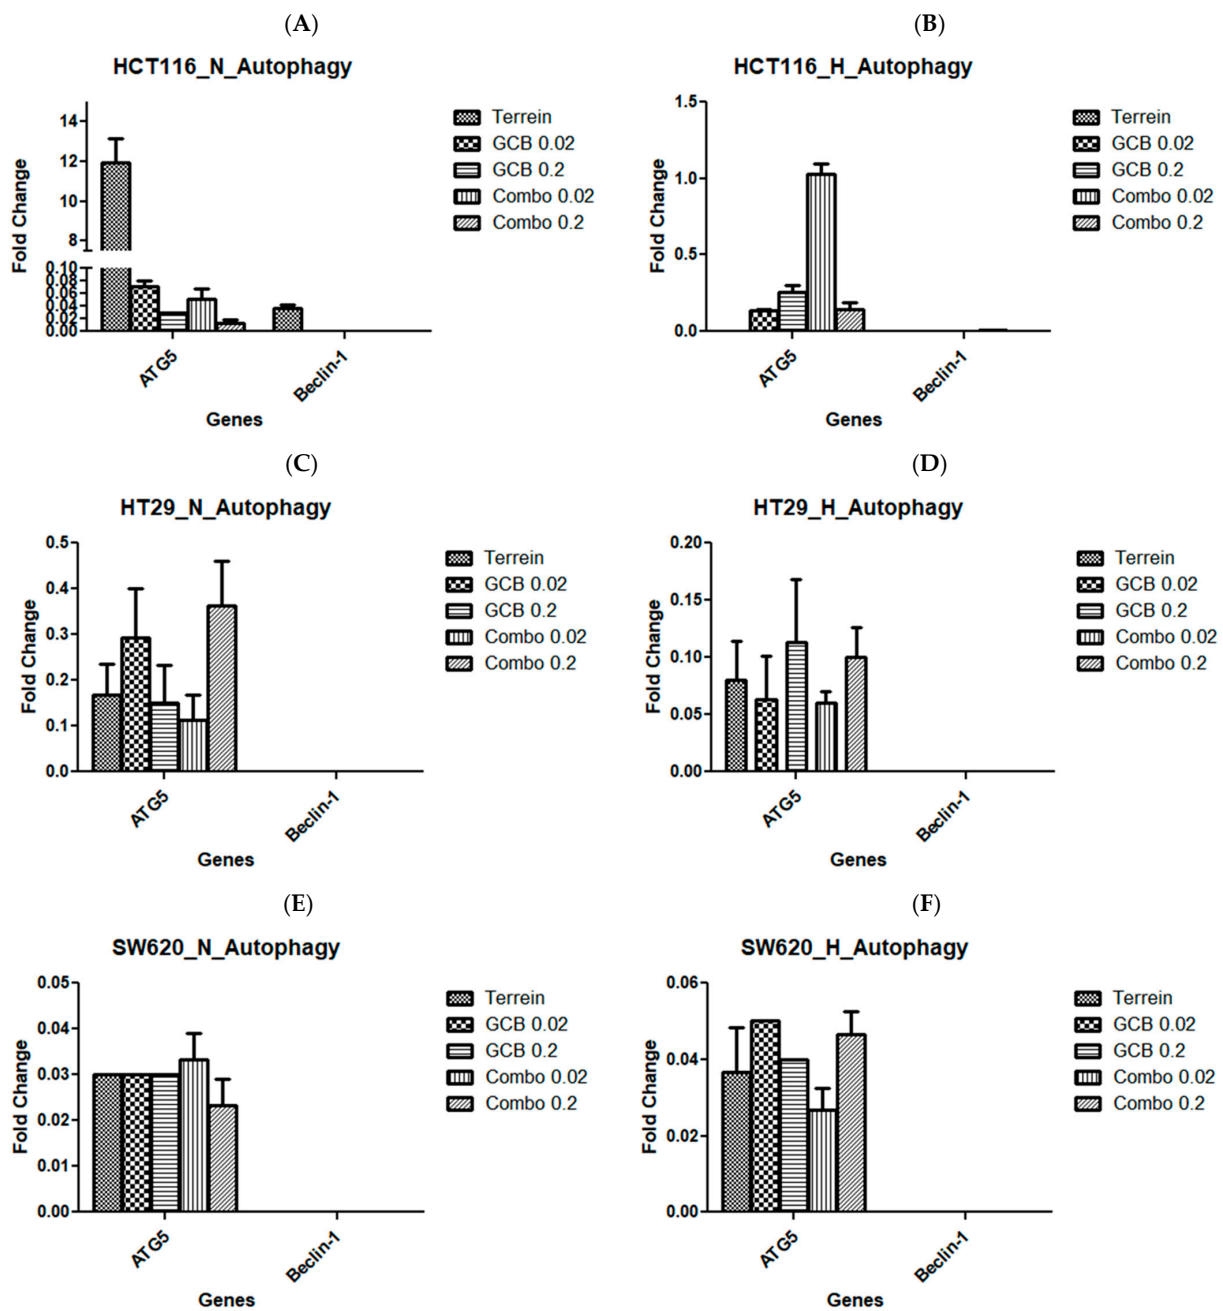 (A)
HCT116_N_Autophagy
14
12
10
8
0.10
0.08
0.06
0.04
0.02
0.00
Fold Change
ATG5
Beclin-1
Genes
Terrein
GCB 0.02
GCB 0.2
Combo 0.02
Combo 0.2
(B)
HCT116_H_Autophagy
1.5
1.0
0.5
0.0
Fold Change
ATG5
Beclin-1
Genes
Terrein
GCB 0.02
GCB 0.2
Combo 0.02
Combo 0.2
(C)
HT29_N_Autophagy
0.5
0.4
0.3
0.2
0.1
0.0
Fold Change
ATG5
Beclin-1
Genes
Terrein
GCB 0.02
GCB 0.2
Combo 0.02
Combo 0.2
(D)
HT29_H_Autophagy
0.20
0.15
0.10
0.05
0.00
Fold Change
ATG5
Beclin-1
Genes
Terrein
GCB 0.02
GCB 0.2
Combo 0.02
Combo 0.2
(E)
SW620_N_Autophagy
0.05
0.04
0.03
0.02
0.01
0.00
Fold Change
ATG5
Beclin-1
Genes
Terrein
GCB 0.02
GCB 0.2
Combo 0.02
Combo 0.2
(F)
SW620_H_Autophagy
0.06
0.04
0.02
0.00
Fold Change
ATG5
Beclin-1
Genes
Terrein
GCB 0.02
GCB 0.2
Combo 0.02
Combo 0.2